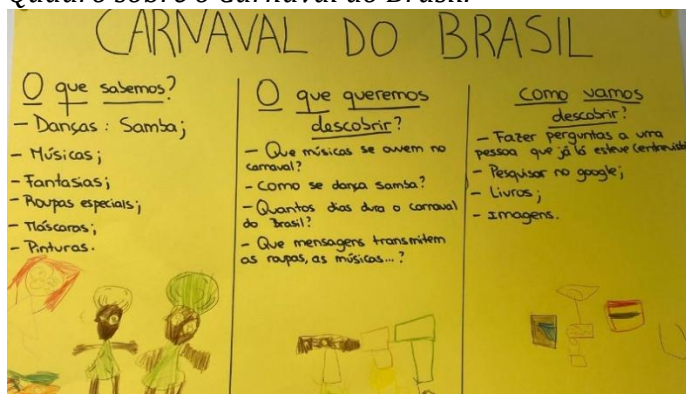 Quadro sobre o Carnaval do Brasil.
CARNAVAL DO BRASIL
O que sabemos?
- Danças : Samba;
- Músicas;
- Fantasias;
- Roupas especiais;
- Máscaras;
- Pinturas.
O que queremos
descobrir?
- Que músicas se ouvem no
carnaval?
- Como se dança samba?
- Quantos dias dura o carnaval
do Brasil?
- Que mensagens transmitem
as roupas, as músicas...?
Como vamos
descobrir?
- Fazer perguntas a uma
pessoa que já lá esteve (entrevista)
- Pesquisar no google;
- Livros;
- Imagens.